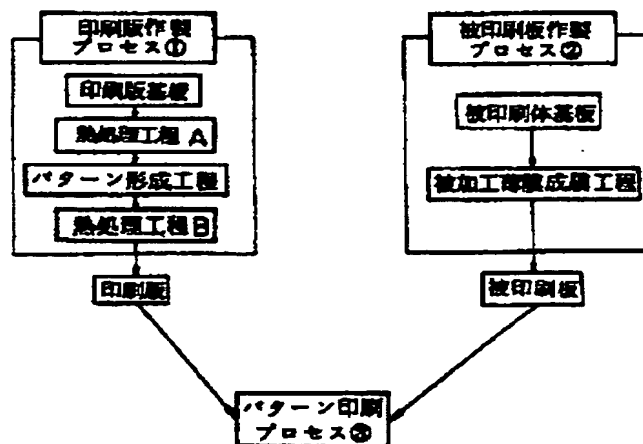 印刷版作製
プロセス①
印刷版基板
熱処理工程 A
パターン形成工程
熱処理工程 B
印刷版
被印刷板作製
プロセス②
被印刷体基板
被加工薄膜成膜工程
被印刷板
パターン印刷
プロセス③